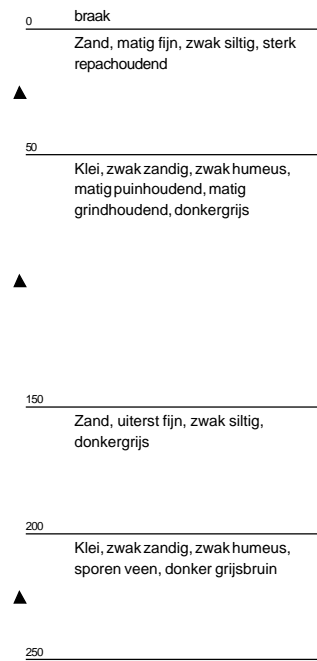 0 braak
Zand, matig fijn, zwak siltig, sterk
repachoudend
50
Klei, zwak zandig, zwak humeus,
matig puinhoudend, matig
grindhoudend, donkergrijs
150
Zand, uiterst fijn, zwak siltig,
donkergrijs
200
Klei, zwak zandig, zwak humeus,
sporen veen, donker grijsbruin
250